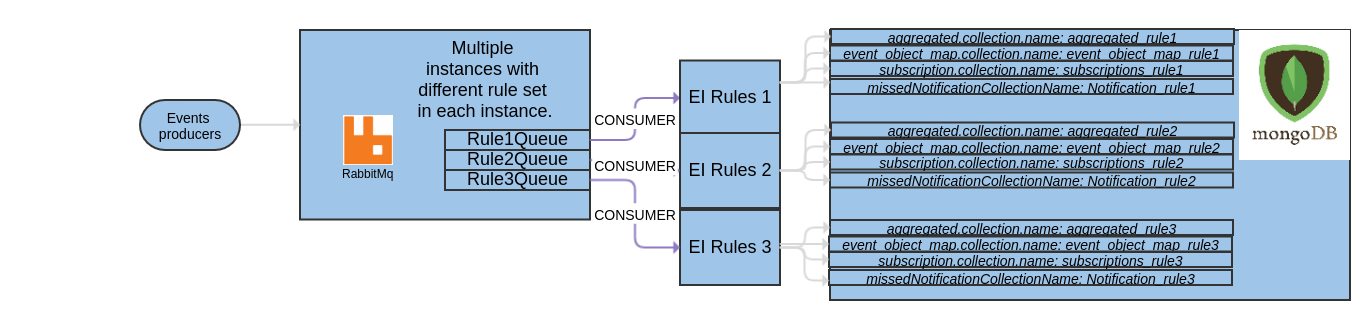 Events
producers
Multiple
instances with
different rule set
in each instance.
RabbitMq
Rule1Queue
Rule2Queue
Rule3Queue
CONSUMER
CONSUMER
CONSUMER
EI Rules 1
EI Rules 2
EI Rules 3
aggregated.collection.name: aggregated_rule1
event_object_map.collection.name: event_object_map_rule1
subscription.collection.name: subscriptions_rule1
missedNotificationCollectionName: Notification_rule1
aggregated.collection.name: aggregated_rule2
event_object_map.collection.name: event_object_map_rule2
subscription.collection.name: subscriptions_rule2
missedNotificationCollectionName: Notification_rule2
aggregated.collection.name: aggregated_rule3
event_object_map.collection.name: event_object_map_rule3
subscription.collection.name: subscriptions_rule3
missedNotificationCollectionName: Notification_rule3
mongoDB